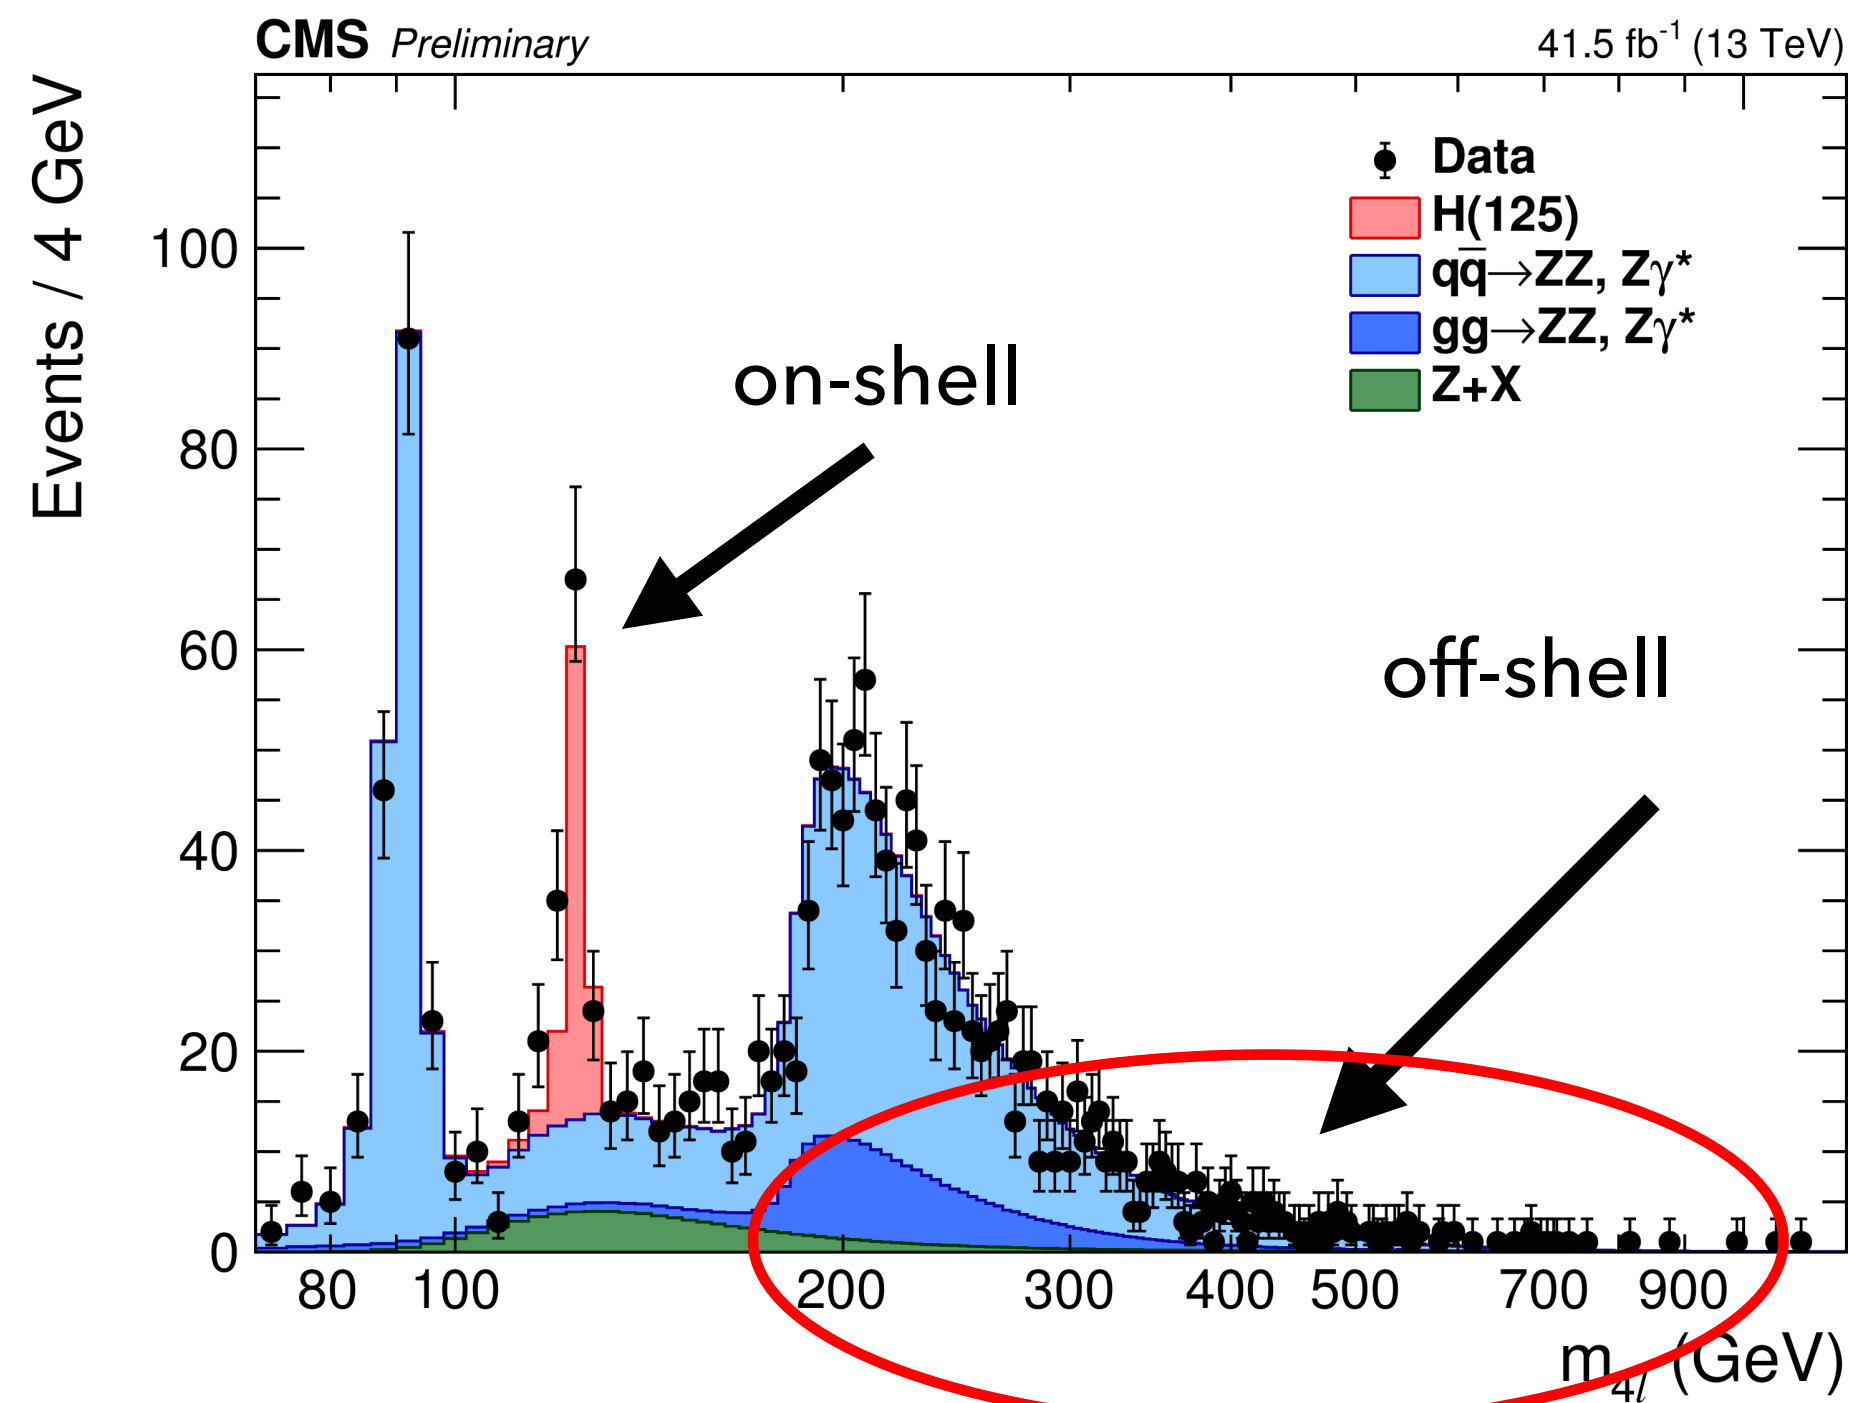 CMS Preliminary
41.5 fb⁻¹ (13 TeV)
Events / 4 GeV
Data
H(125)
qq̅→ZZ, Zγ*
gg→ZZ, Zγ*
Z+X
on-shell
off-shell
100
80
60
40
20
0
80 100 200 300 400 500 700 900
m4ℓ (GeV)